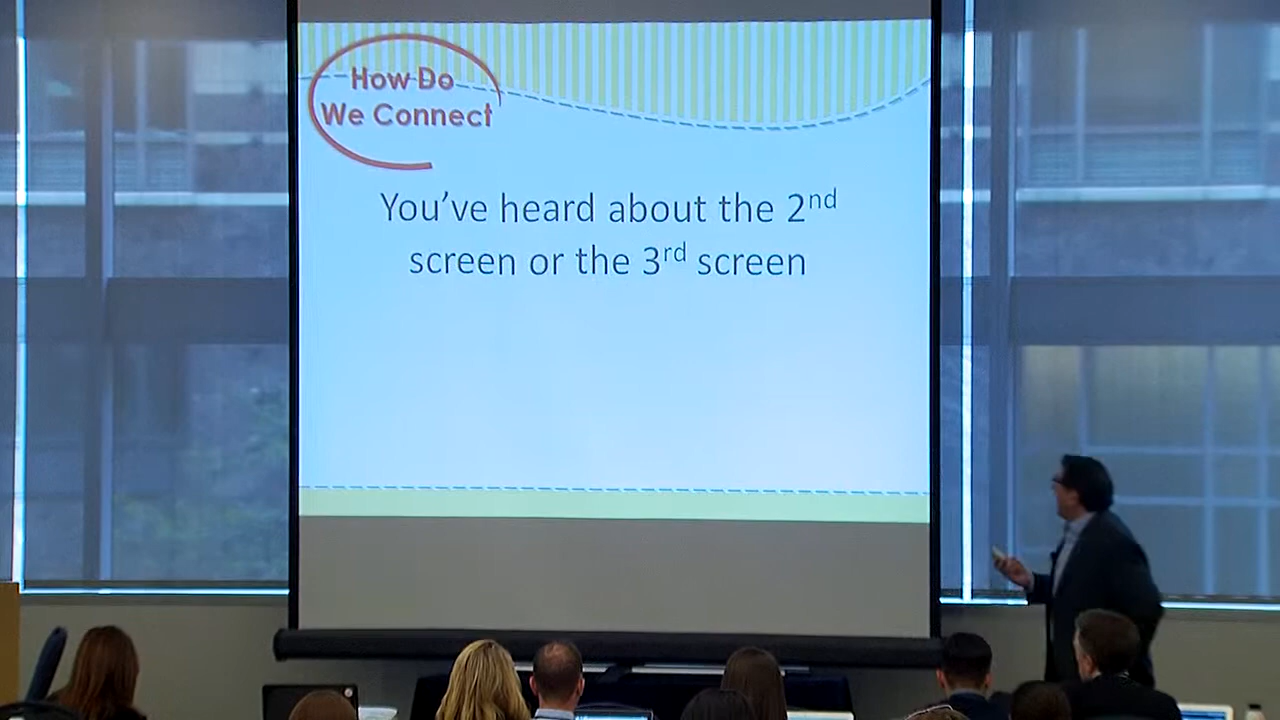 How Do
We Connect
You've heard about the 2nd
screen or the 3rd screen